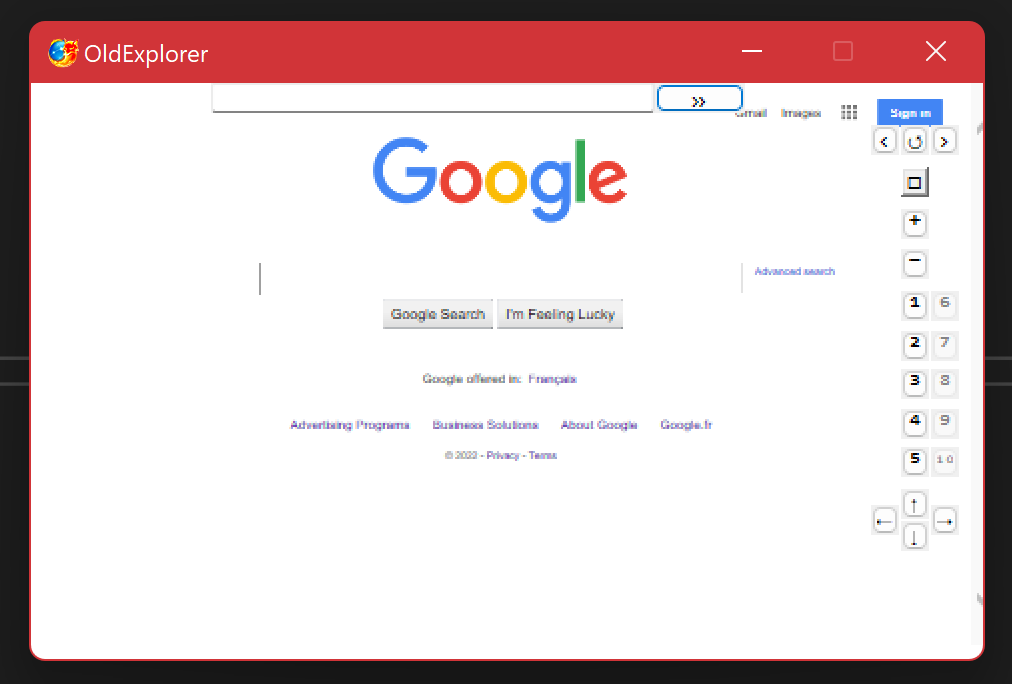 OldExplorer
»
Gmail Images
Sign in
< >
Google
+
−
Advanced search
1 6
Google Search I'm Feeling Lucky
2 7
Google offered in: Français
3 8
Advertising Programs Business Solutions About Google Google.fr
4 9
© 2022 - Privacy - Terms
5 10
↑
← →
↓